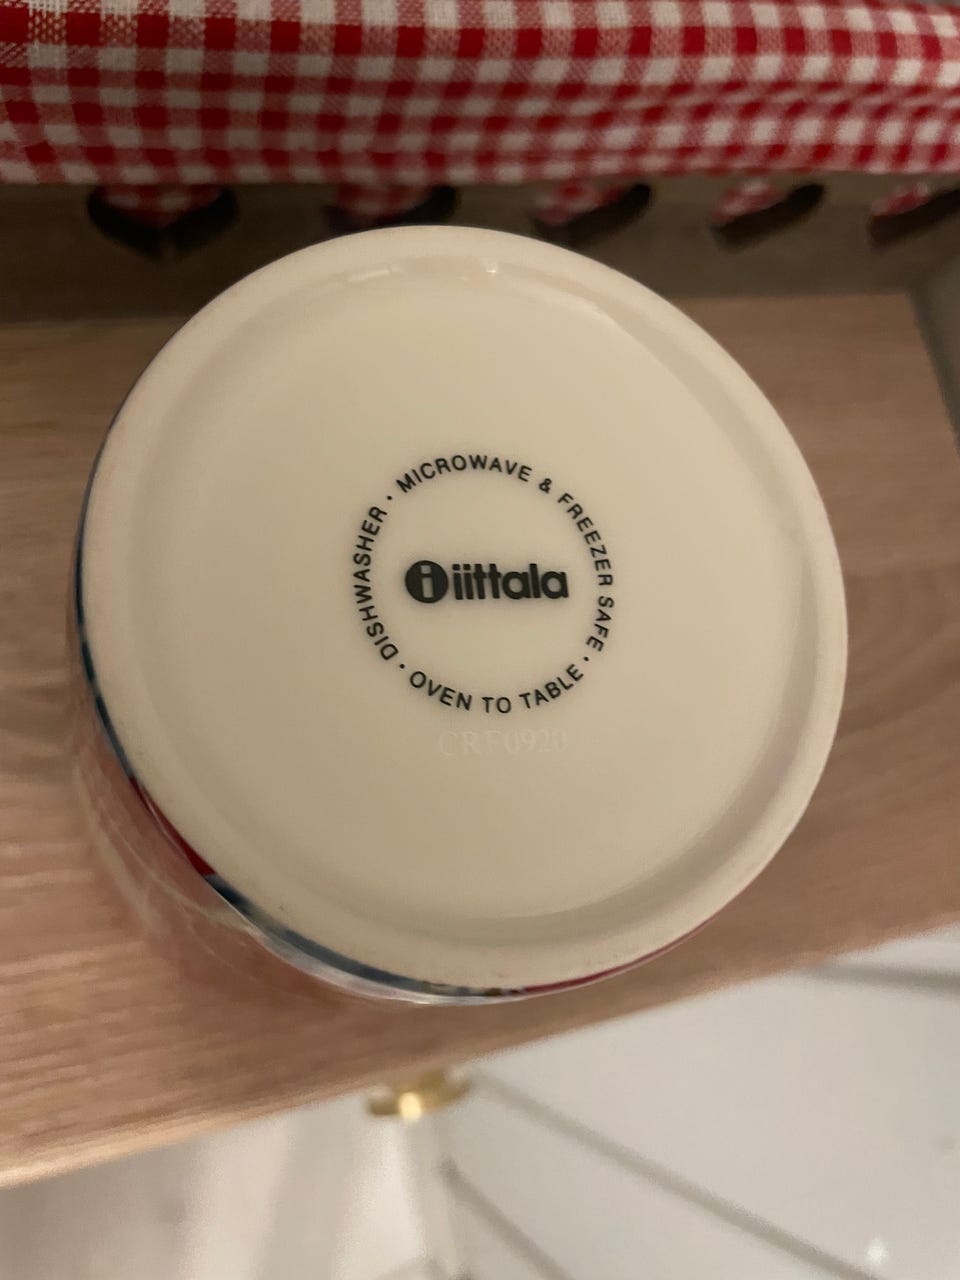 MICROWAVE & FREEZER SAFE · OVEN TO TABLE · DISHWASHER ·
i iittala
CRF0920